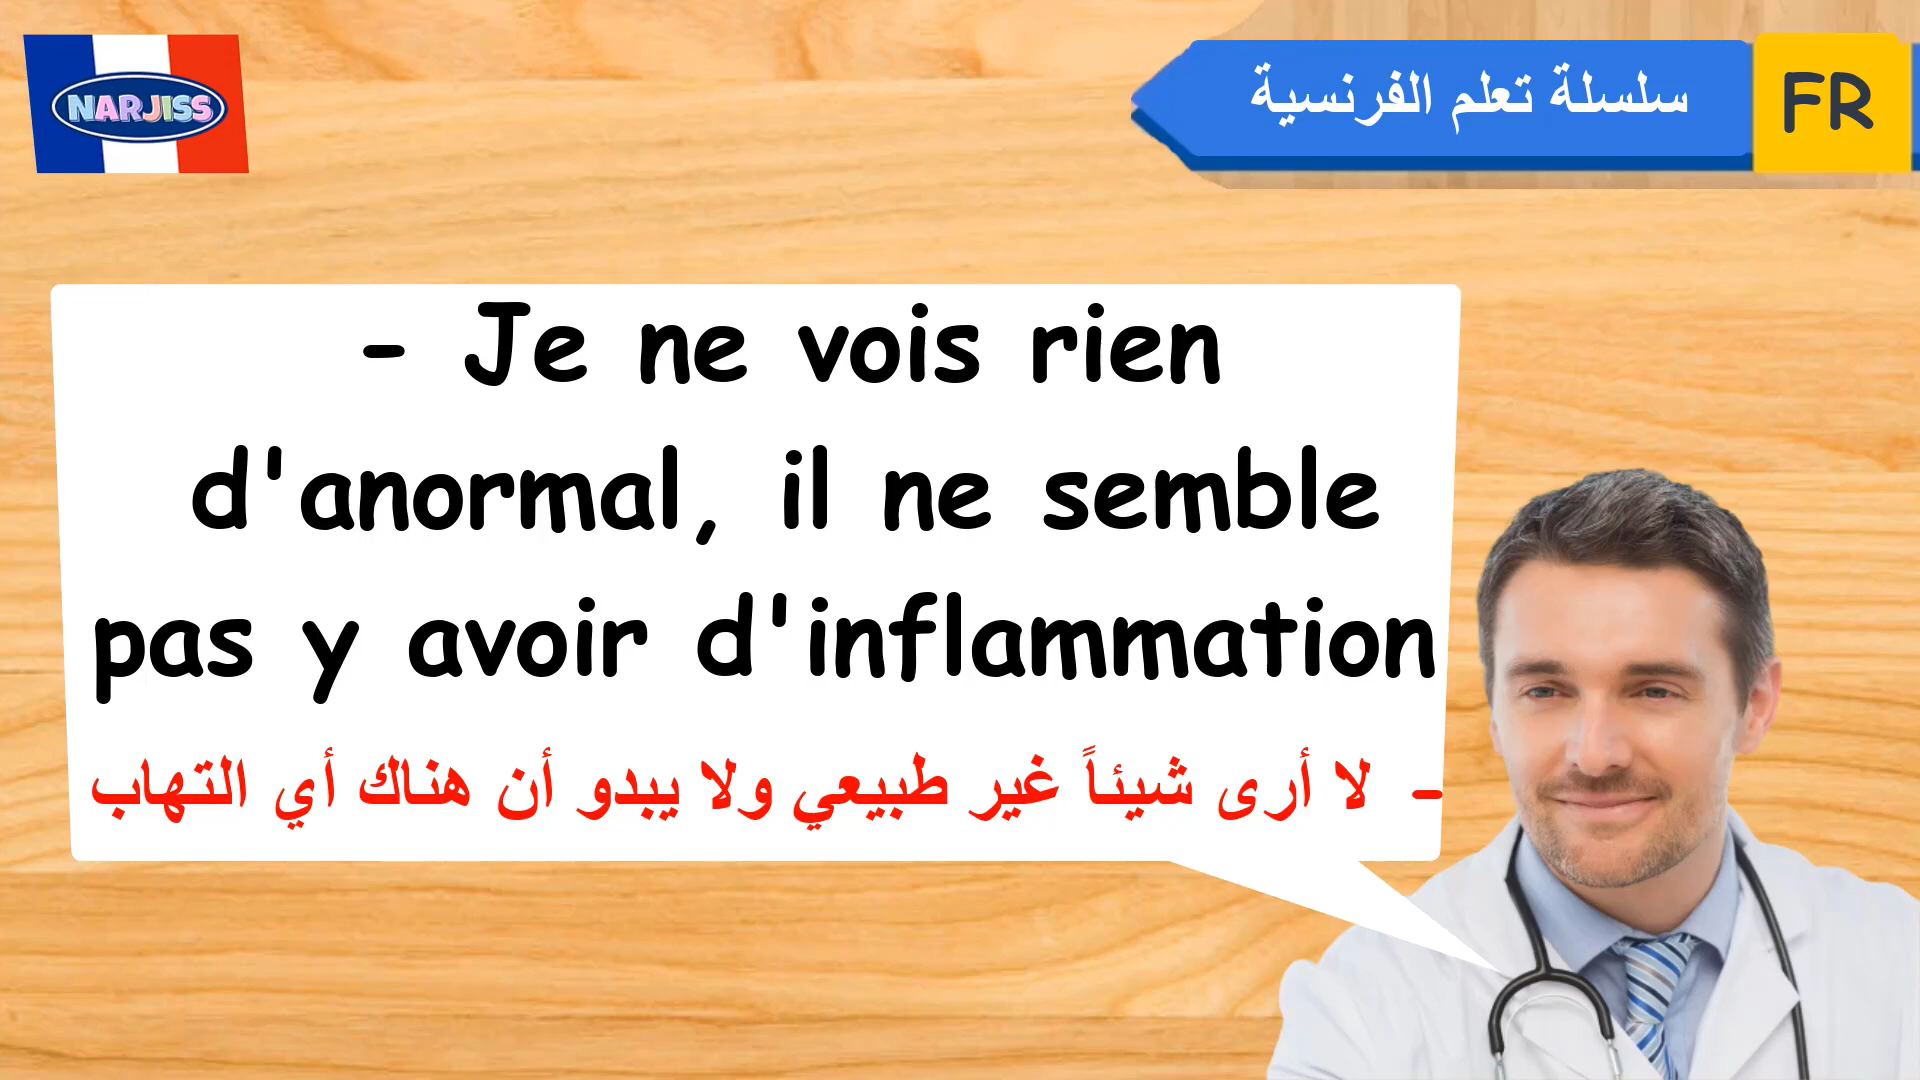 NARJISS
سلسلة تعلم الفرنسية
FR
- Je ne vois rien
d'anormal, il ne semble
pas y avoir d'inflammation
- لا أرى شيئاً غير طبيعي ولا يبدو أن هناك أي التهاب